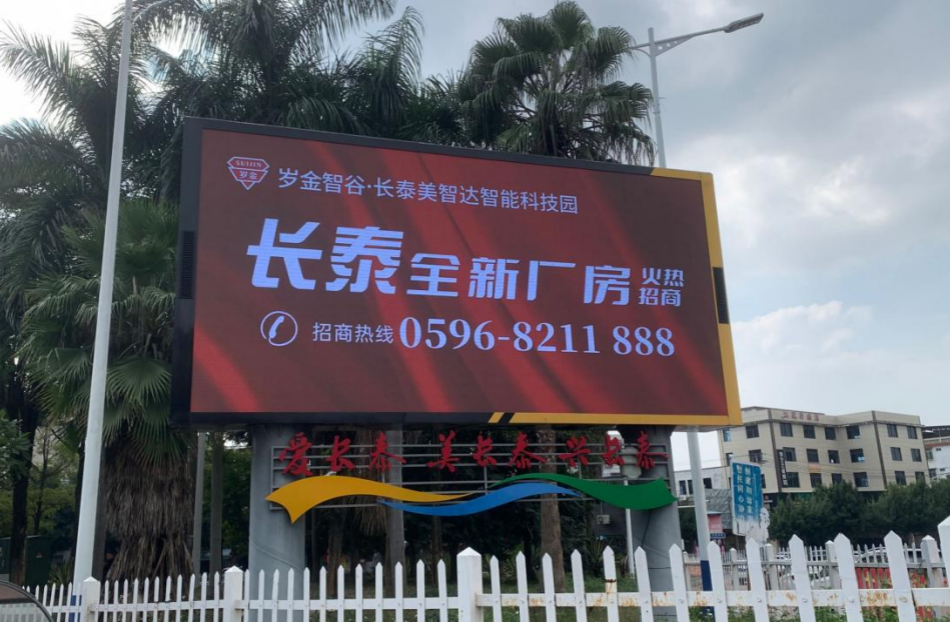 SUIJIN
岁金
岁金智谷·长泰美智达智能科技园
长泰全新厂房 火热招商
招商热线 0596-8211 888
爱长泰 美长泰 兴长泰